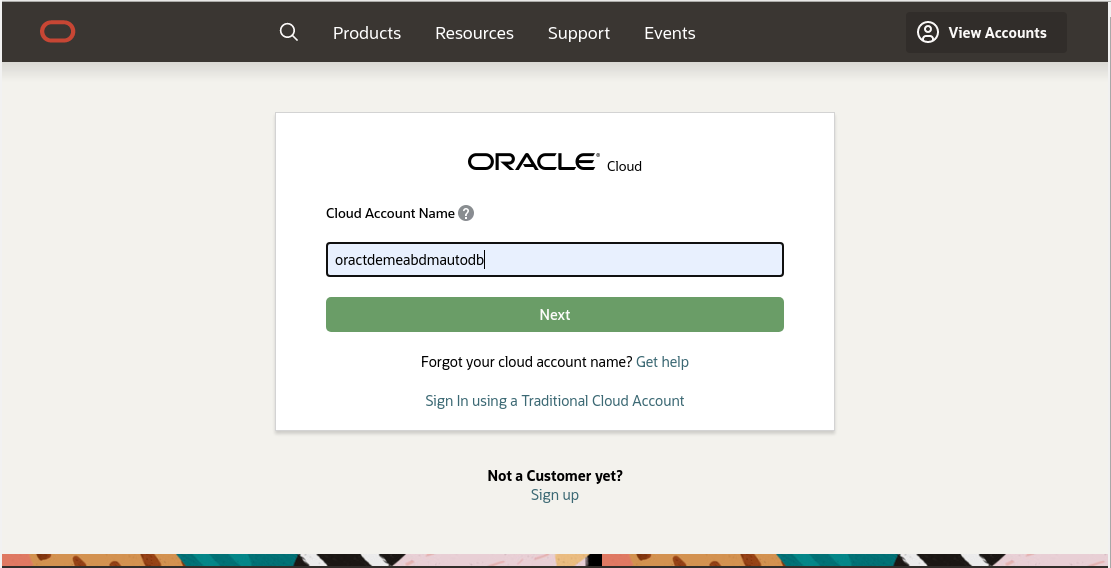 Products Resources Support Events View Accounts
ORACLE® Cloud
Cloud Account Name ?
oractdemeabdmautodb
Next
Forgot your cloud account name? Get help
Sign In using a Traditional Cloud Account
Not a Customer yet?
Sign up